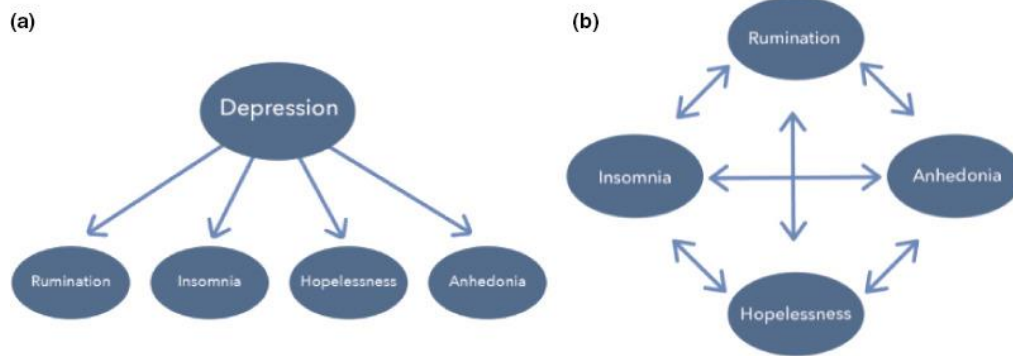 (a)
Depression
Rumination
Insomnia
Hopelessness
Anhedonia
(b)
Rumination
Insomnia
Anhedonia
Hopelessness